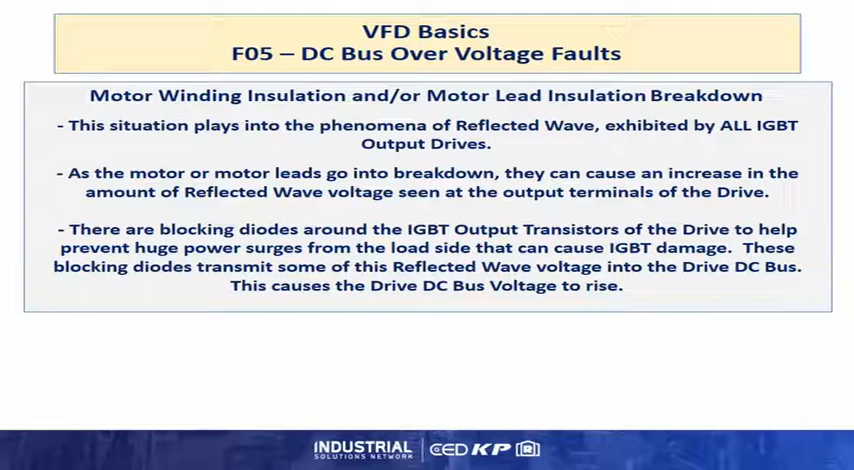 VFD Basics
F05 – DC Bus Over Voltage Faults
Motor Winding Insulation and/or Motor Lead Insulation Breakdown
- This situation plays into the phenomena of Reflected Wave, exhibited by ALL IGBT
Output Drives.
- As the motor or motor leads go into breakdown, they can cause an increase in the
amount of Reflected Wave voltage seen at the output terminals of the Drive.
- There are blocking diodes around the IGBT Output Transistors of the Drive to help
prevent huge power surges from the load side that can cause IGBT damage. These
blocking diodes transmit some of this Reflected Wave voltage into the Drive DC Bus.
This causes the Drive DC Bus Voltage to rise.
INDUSTRIAL
SOLUTIONS NETWORK
CED KP R